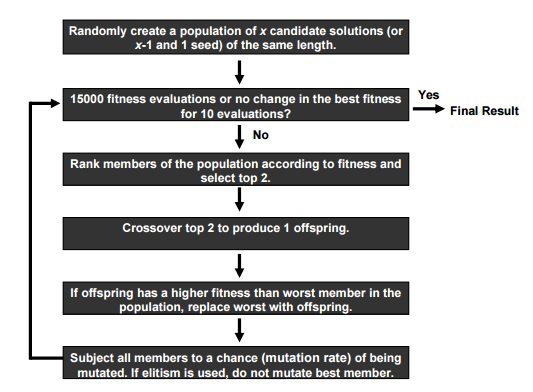 Randomly create a population of x candidate solutions (or
x-1 and 1 seed) of the same length.
15000 fitness evaluations or no change in the best fitness
for 10 evaluations?
Yes
Final Result
No
Rank members of the population according to fitness and
select top 2.
Crossover top 2 to produce 1 offspring.
If offspring has a higher fitness than worst member in the
population, replace worst with offspring.
Subject all members to a chance (mutation rate) of being
mutated. If elitism is used, do not mutate best member.